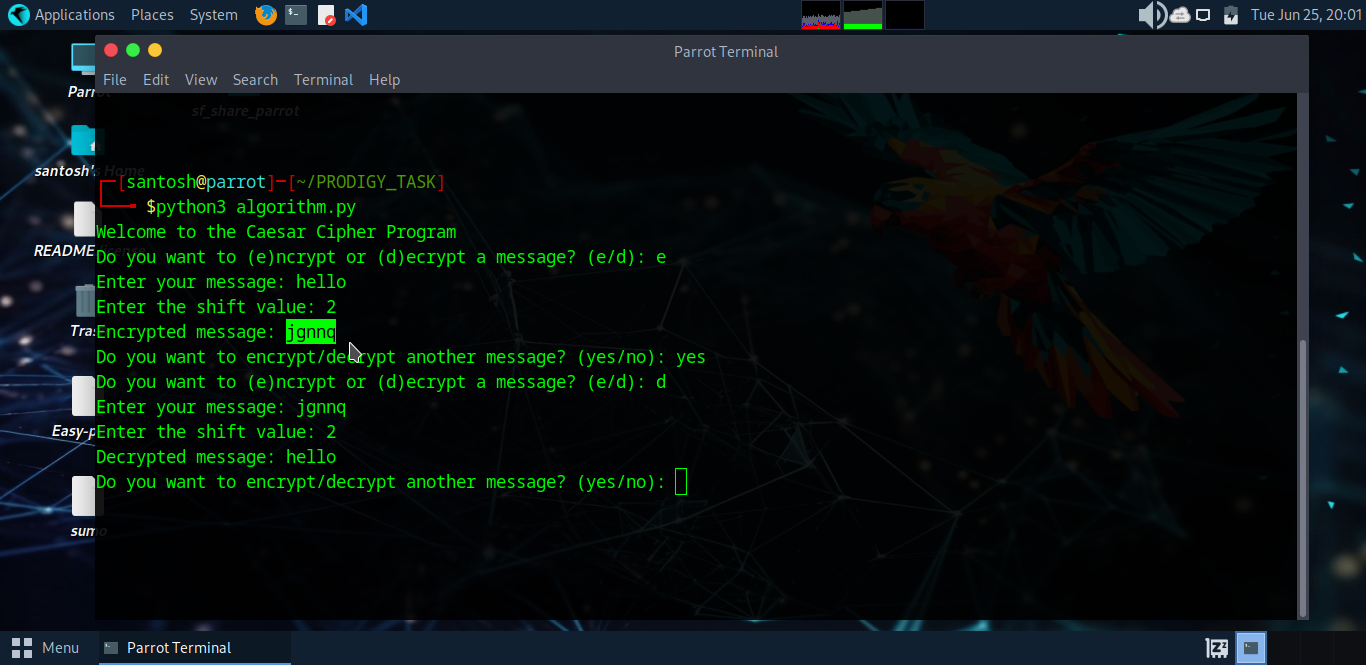 Applications Places System Tue Jun 25, 20:01
Parrot Terminal
File Edit View Search Terminal Help
sf_share_parrot
santosh's Home
README license
Easy-p
sumo
┌─[santosh@parrot]─[~/PRODIGY_TASK]
└──╼ $python3 algorithm.py
Welcome to the Caesar Cipher Program
Do you want to (e)ncrypt or (d)ecrypt a message? (e/d): e
Enter your message: hello
Enter the shift value: 2
Encrypted message: jgnnq
Do you want to encrypt/decrypt another message? (yes/no): yes
Do you want to (e)ncrypt or (d)ecrypt a message? (e/d): d
Enter your message: jgnnq
Enter the shift value: 2
Decrypted message: hello
Do you want to encrypt/decrypt another message? (yes/no):
Menu Parrot Terminal